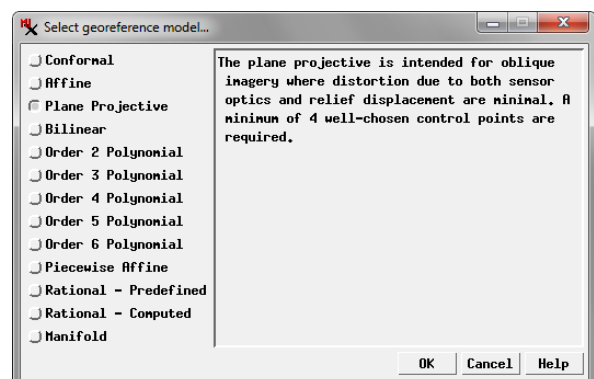 Select georeference model...
Conformal
Affine
Plane Projective
Bilinear
Order 2 Polynomial
Order 3 Polynomial
Order 4 Polynomial
Order 5 Polynomial
Order 6 Polynomial
Piecewise Affine
Rational - Predefined
Rational - Computed
Manifold
The plane projective is intended for oblique
imagery where distortion due to both sensor
optics and relief displacement are minimal. A
minimum of 4 well-chosen control points are
required.
OK Cancel Help